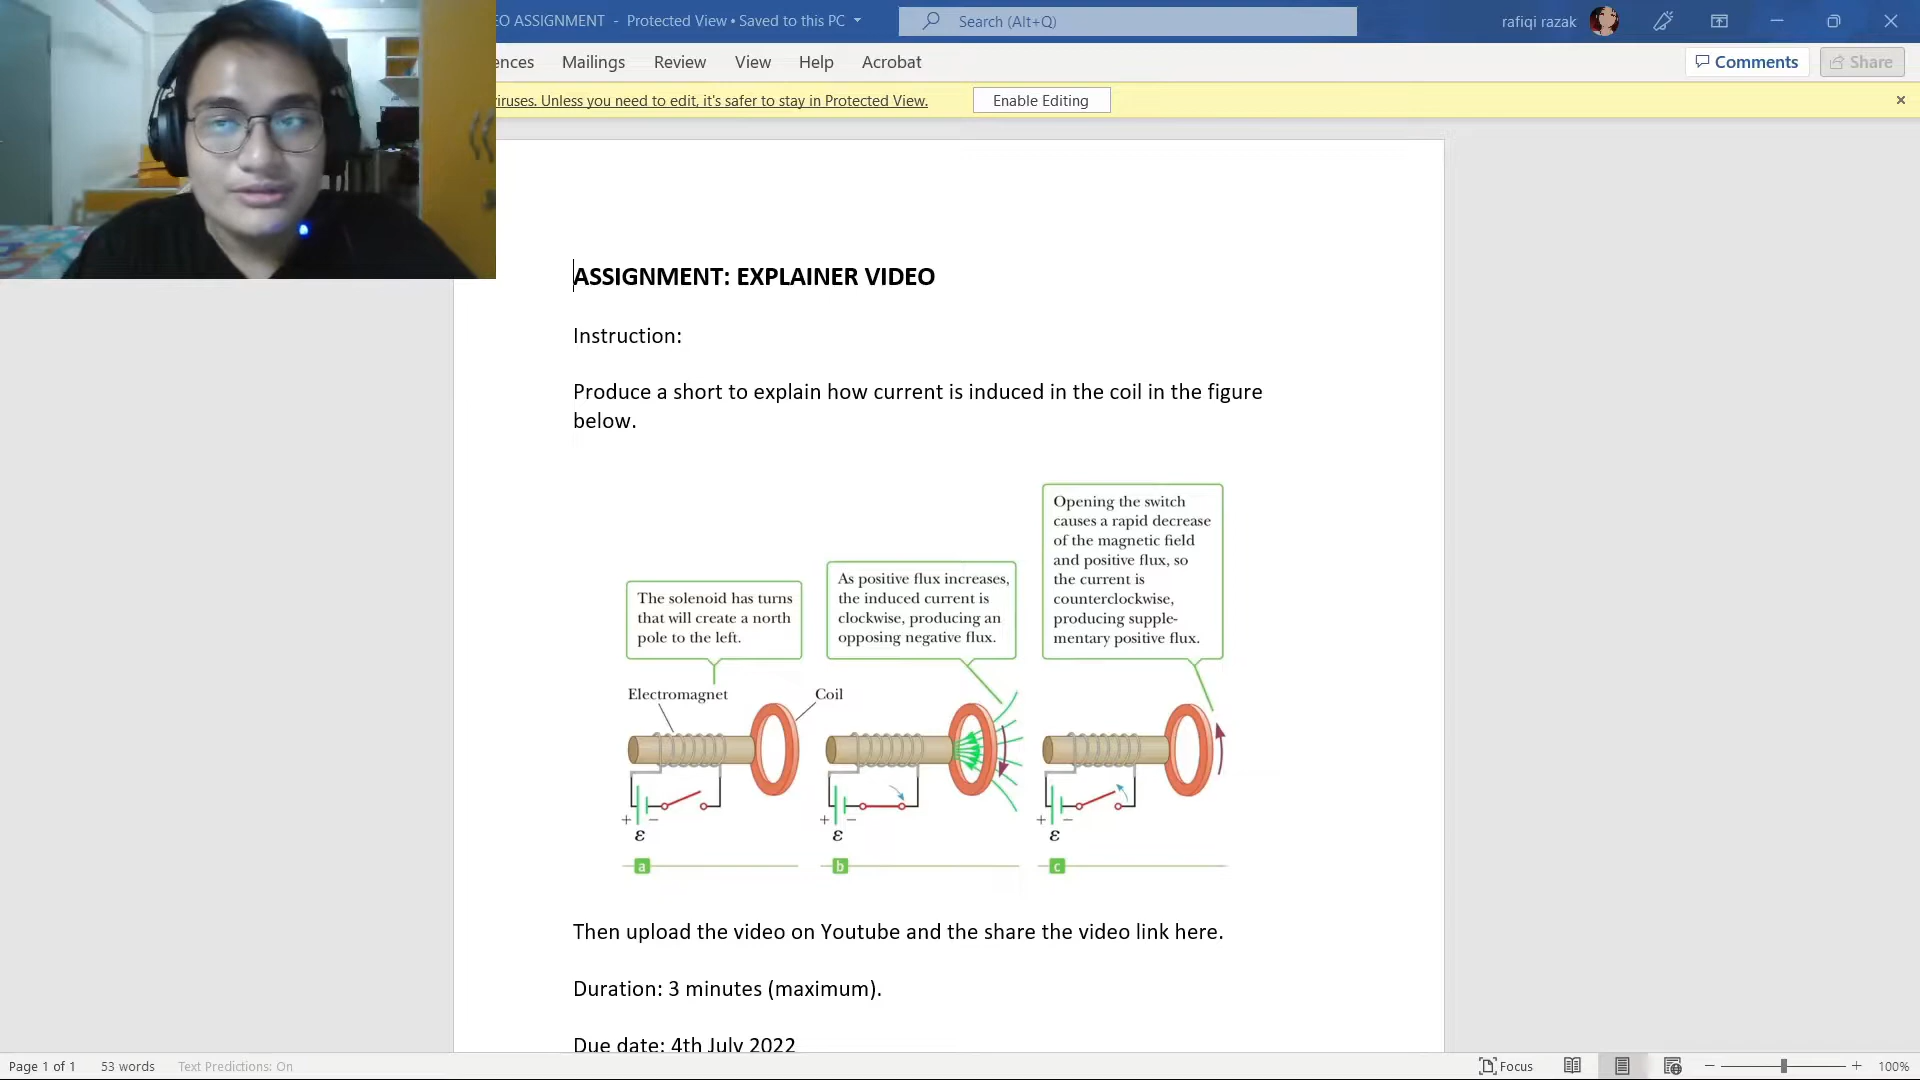 EO ASSIGNMENT - Protected View • Saved to this PC
Search (Alt+Q)
rafiqi razak
ences Mailings Review View Help Acrobat
Comments
Share
iruses. Unless you need to edit, it's safer to stay in Protected View.
Enable Editing
ASSIGNMENT: EXPLAINER VIDEO
Instruction:
Produce a short to explain how current is induced in the coil in the figure
below.
The solenoid has turns
that will create a north
pole to the left.
As positive flux increases,
the induced current is
clockwise, producing an
opposing negative flux.
Opening the switch
causes a rapid decrease
of the magnetic field
and positive flux, so
the current is
counterclockwise,
producing supple-
mentary positive flux.
Electromagnet
Coil
+ −
ε
a
+ −
ε
b
+ −
ε
c
Then upload the video on Youtube and the share the video link here.
Duration: 3 minutes (maximum).
Due date: 4th July 2022
Page 1 of 1
53 words
Text Predictions: On
Focus
100%